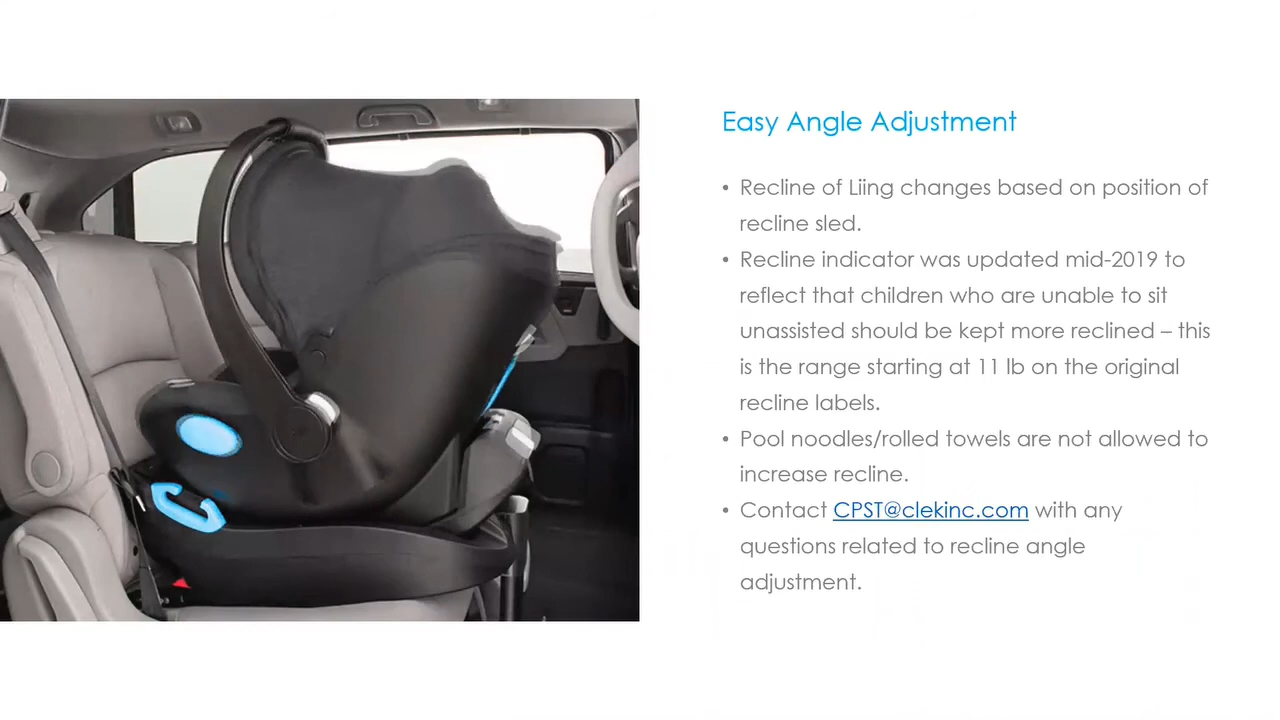 Easy Angle Adjustment
• Recline of Liing changes based on position of
recline sled.
• Recline indicator was updated mid-2019 to
reflect that children who are unable to sit
unassisted should be kept more reclined – this
is the range starting at 11 lb on the original
recline labels.
• Pool noodles/rolled towels are not allowed to
increase recline.
• Contact CPST@clekinc.com with any
questions related to recline angle
adjustment.